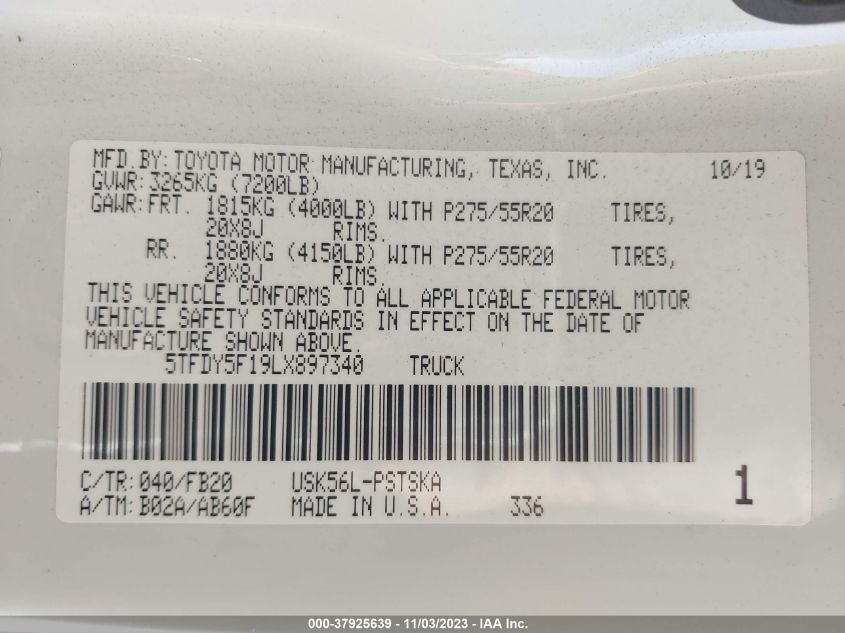 MFD.BY: TOYOTA MOTOR MANUFACTURING, TEXAS, INC. 10/19
GVWR: 3265KG (7200LB)
GAWR: FRT. 1815KG (4000LB) WITH P275/55R20 TIRES,
20X8J RIMS.
RR. 1880KG (4150LB) WITH P275/55R20 TIRES,
20X8J RIMS.
THIS VEHICLE CONFORMS TO ALL APPLICABLE FEDERAL MOTOR
VEHICLE SAFETY STANDARDS IN EFFECT ON THE DATE OF
MANUFACTURE SHOWN ABOVE.
5TFDY5F19LX897340 TRUCK
C/TR: 040/FB20 USK56L-PSTSKA 1
A/TM: B02A/AB60F MADE IN U.S.A. 336
000-37925639 - 11/03/2023 - IAA Inc.